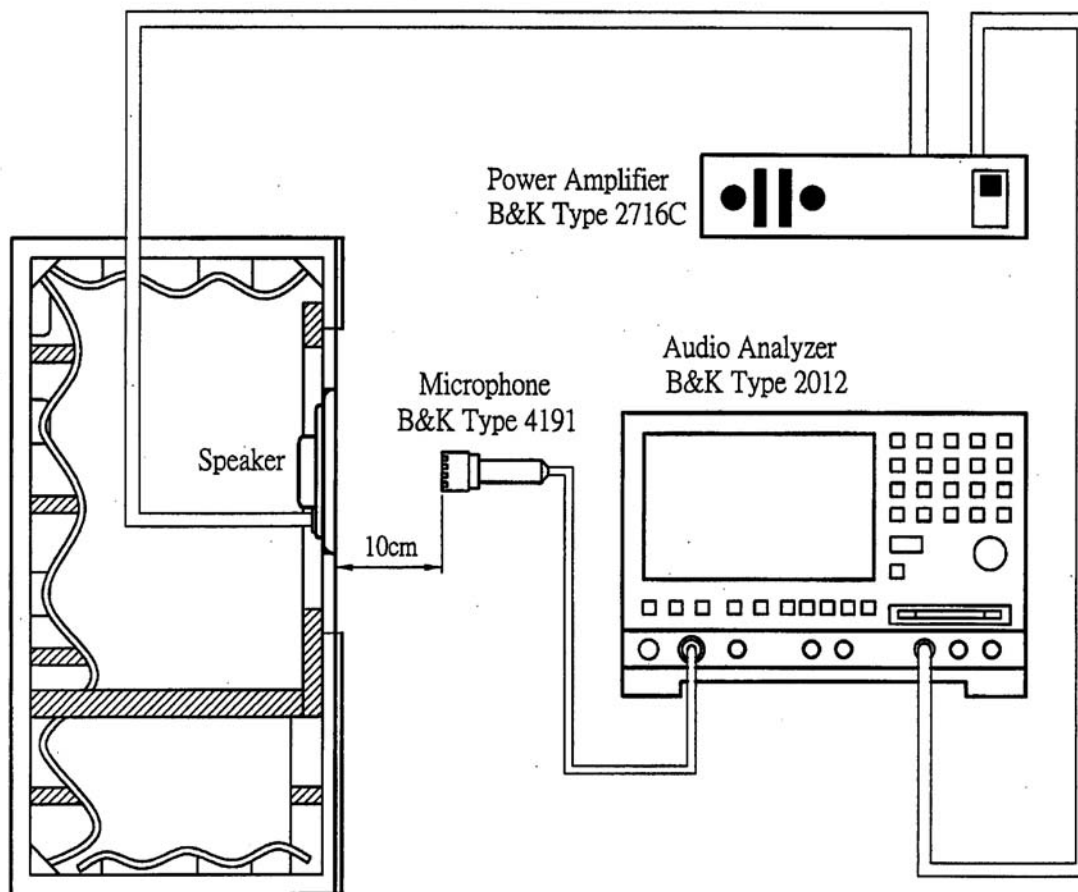 Power Amplifier
B&K Type 2716C
Audio Analyzer
B&K Type 2012
Microphone
B&K Type 4191
Speaker
10cm